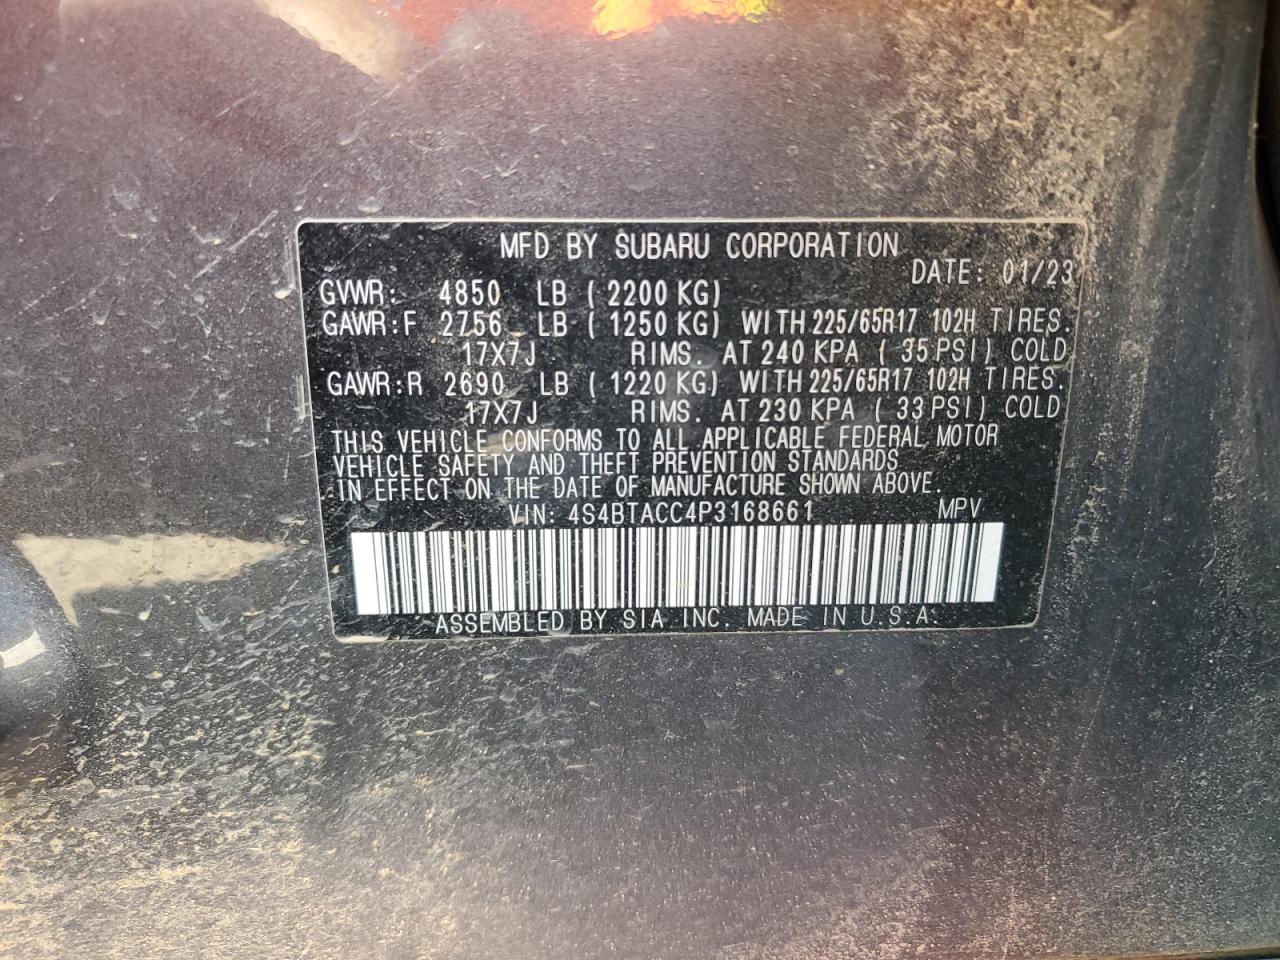 MFD BY SUBARU CORPORATION
DATE: 01/23
GVWR: 4850 LB ( 2200 KG)
GAWR:F 2756 LB ( 1250 KG) WITH 225/65R17 102H TIRES.
17X7J RIMS. AT 240 KPA ( 35 PSI) COLD
GAWR:R 2690 LB ( 1220 KG) WITH 225/65R17 102H TIRES.
17X7J RIMS. AT 230 KPA ( 33 PSI) COLD
THIS VEHICLE CONFORMS TO ALL APPLICABLE FEDERAL MOTOR
VEHICLE SAFETY AND THEFT PREVENTION STANDARDS
IN EFFECT ON THE DATE OF MANUFACTURE SHOWN ABOVE.
VIN: 4S4BTACC4P3168661 MPV
ASSEMBLED BY SIA INC. MADE IN U.S.A.